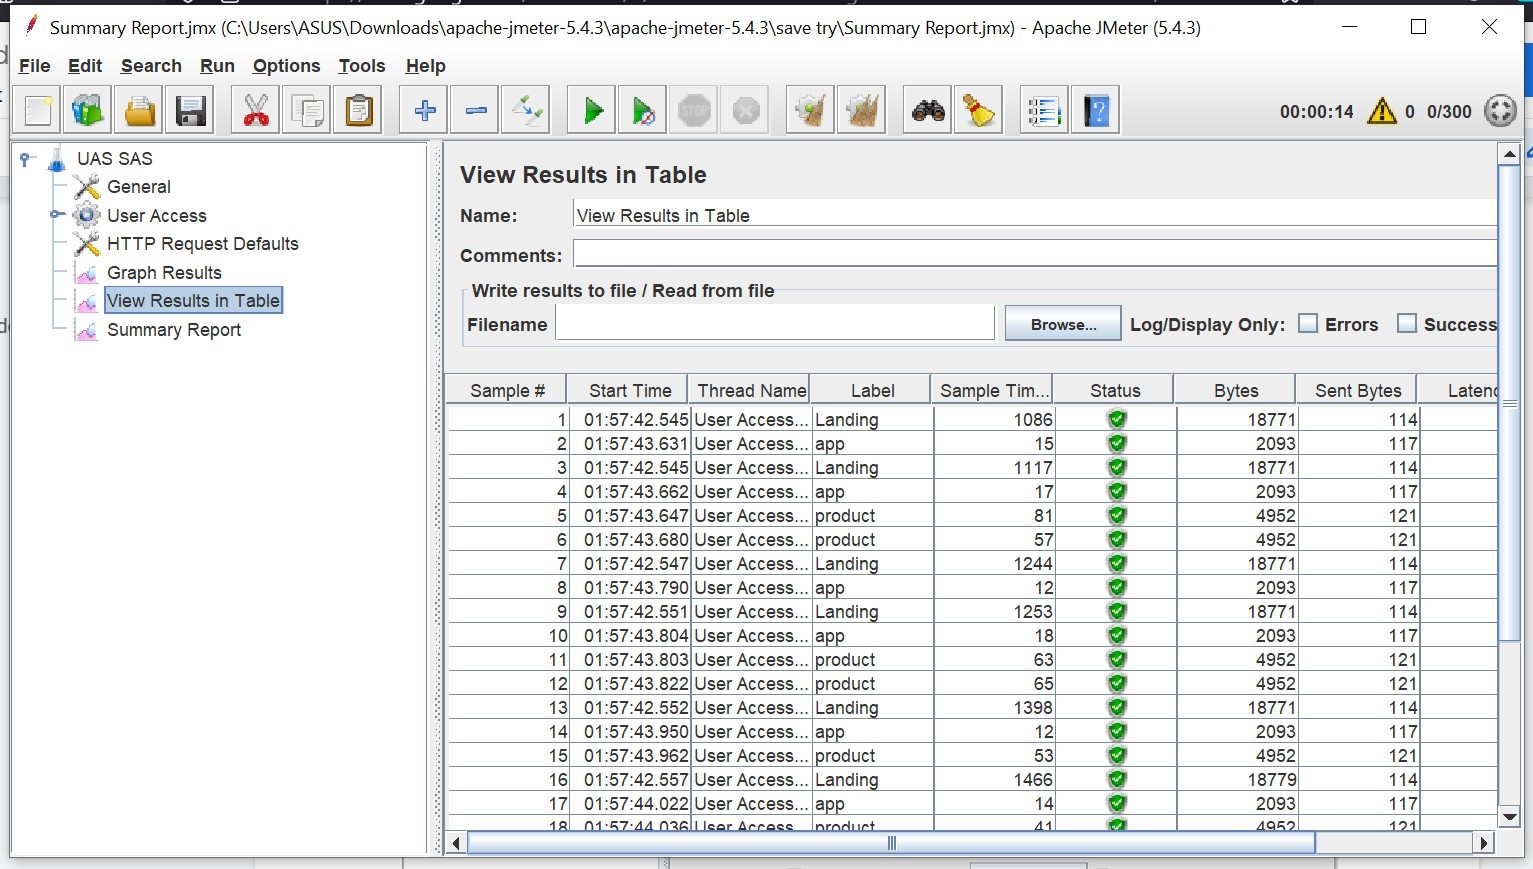 Summary Report.jmx (C:\Users\ASUS\Downloads\apache-jmeter-5.4.3\apache-jmeter-5.4.3\save try\Summary Report.jmx) - Apache JMeter (5.4.3)
File Edit Search Run Options Tools Help
STOP
00:00:14 0 0/300
UAS SAS
General
User Access
HTTP Request Defaults
Graph Results
View Results in Table
Summary Report
View Results in Table
Name: View Results in Table
Comments:
Write results to file / Read from file
Filename Browse... Log/Display Only: Errors Success
Sample # Start Time Thread Name Label Sample Tim... Status Bytes Sent Bytes Latenc
1 01:57:42.545 User Access... Landing 1086 18771 114
2 01:57:43.631 User Access... app 15 2093 117
3 01:57:42.545 User Access... Landing 1117 18771 114
4 01:57:43.662 User Access... app 17 2093 117
5 01:57:43.647 User Access... product 81 4952 121
6 01:57:43.680 User Access... product 57 4952 121
7 01:57:42.547 User Access... Landing 1244 18771 114
8 01:57:43.790 User Access... app 12 2093 117
9 01:57:42.551 User Access... Landing 1253 18771 114
10 01:57:43.804 User Access... app 18 2093 117
11 01:57:43.803 User Access... product 63 4952 121
12 01:57:43.822 User Access... product 65 4952 121
13 01:57:42.552 User Access... Landing 1398 18771 114
14 01:57:43.950 User Access... app 12 2093 117
15 01:57:43.962 User Access... product 53 4952 121
16 01:57:42.557 User Access... Landing 1466 18779 114
17 01:57:44.022 User Access... app 14 2093 117
18 01:57:44.036 User Access... product 41 4952 121